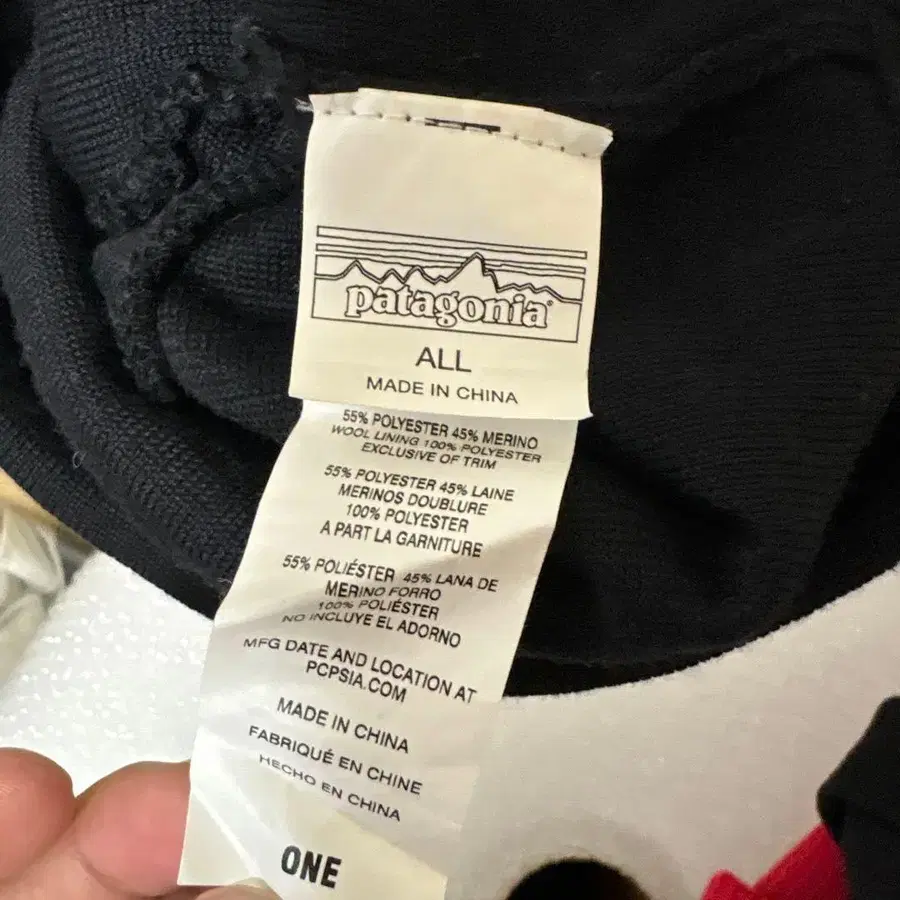 patagonia®
ALL
MADE IN CHINA
55% POLYESTER 45% MERINO
WOOL LINING 100% POLYESTER
EXCLUSIVE OF TRIM
55% POLYESTER 45% LAINE
MERINOS DOUBLURE
100% POLYESTER
A PART LA GARNITURE
55% POLIÉSTER 45% LANA DE
MERINO FORRO
100% POLIÉSTER
NO INCLUYE EL ADORNO
MFG DATE AND LOCATION AT
PCPSIA.COM
MADE IN CHINA
FABRIQUÉ EN CHINE
HECHO EN CHINA
ONE